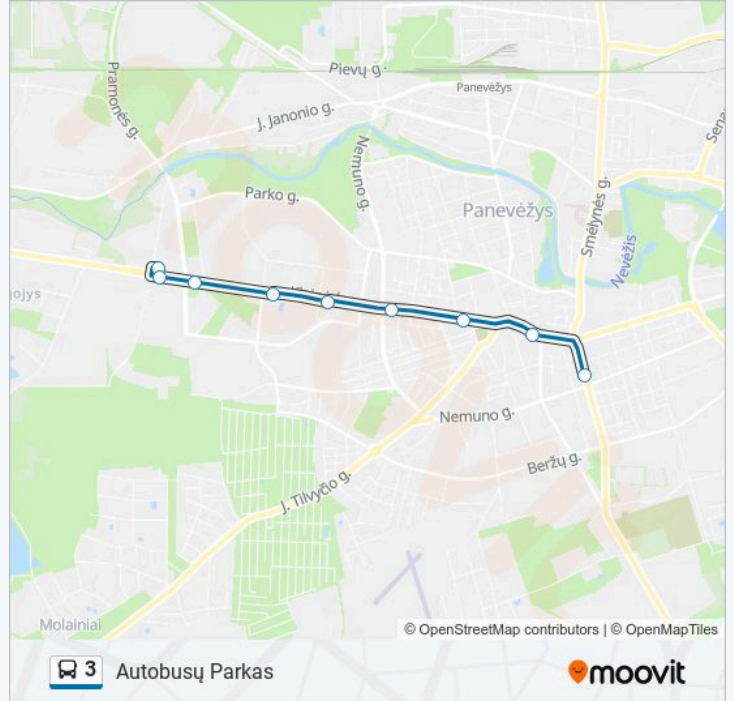 Pievų g.
Panevėžys
Pramonės g.
J. Janonio g.
Nemuno g.
Parko g.
Panevėžys
Smėlynės g.
Nevėžis
Nemuno g.
Beržų g.
J. Tilvyčio g.
Molainiai
© OpenStreetMap contributors | © OpenMapTiles
3 Autobusų Parkas
moovit